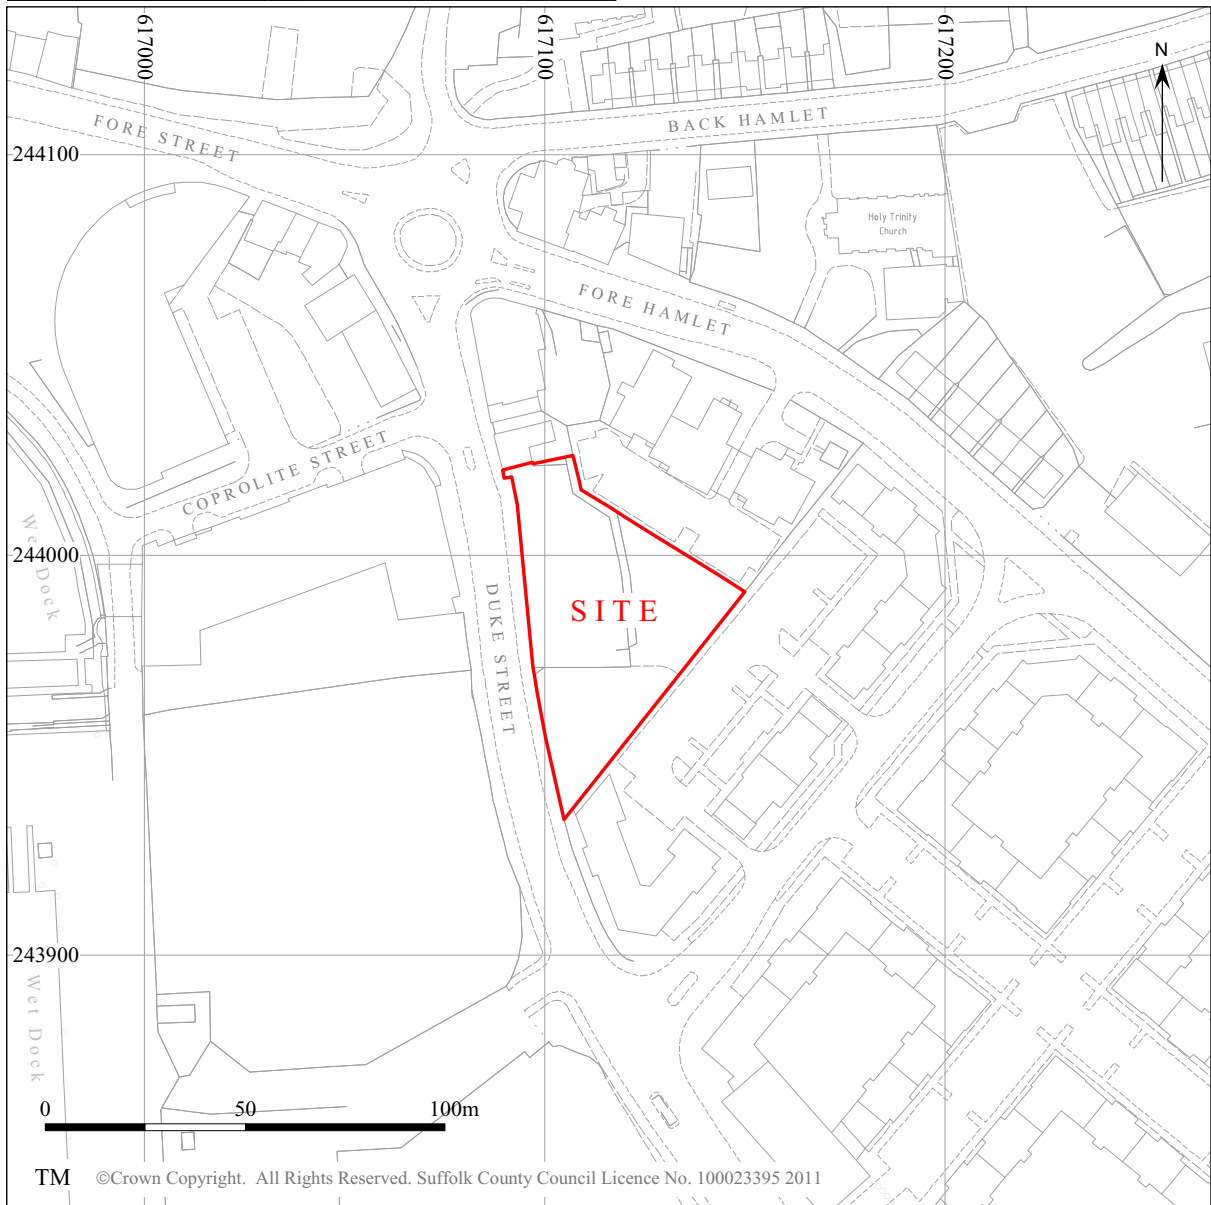 617000
617100
617200
N
FORE STREET
BACK HAMLET
244100
Holy Trinity
Church
FORE HAMLET
COPROLITE STREET
Wet Dock
244000
SITE
DUKE STREET
243900
Wet Dock
0 50 100m
TM ©Crown Copyright. All Rights Reserved. Suffolk County Council Licence No. 100023395 2011